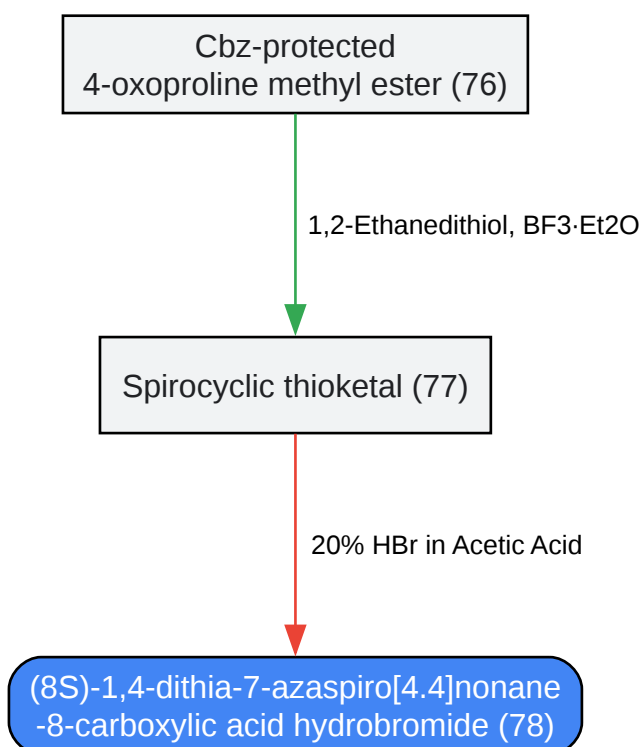 Cbz-protected
4-oxoproline methyl ester (76)
1,2-Ethanedithiol, BF3·Et2O
Spirocyclic thioketal (77)
20% HBr in Acetic Acid
(8S)-1,4-dithia-7-azaspiro[4.4]nonane
-8-carboxylic acid hydrobromide (78)